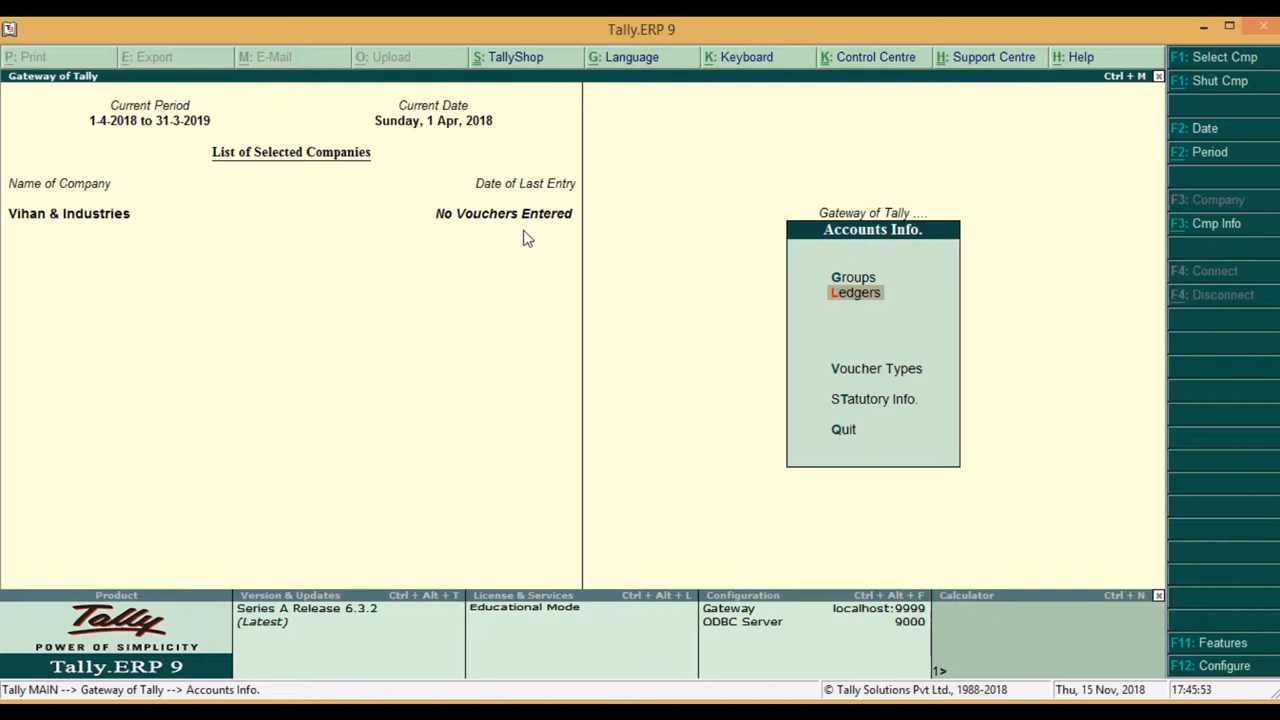 Tally.ERP 9
P: Print E: Export M: E-Mail O: Upload S: TallyShop G: Language K: Keyboard K: Control Centre H: Support Centre H: Help F1: Select Cmp
Gateway of Tally Ctrl + M F1: Shut Cmp
Current Period Current Date
1-4-2018 to 31-3-2019 Sunday, 1 Apr, 2018 F2: Date
List of Selected Companies F2: Period
Name of Company Date of Last Entry
F3: Company
Vihan & Industries No Vouchers Entered Gateway of Tally ....
Accounts Info. F3: Cmp Info
Groups F4: Connect
Ledgers F4: Disconnect
Voucher Types
STatutory Info.
Quit
Product Version & Updates Ctrl + Alt + T License & Services Ctrl + Alt + L Configuration Ctrl + Alt + F Calculator Ctrl + N
Tally Series A Release 6.3.2 Educational Mode Gateway localhost:9999
(Latest) ODBC Server 9000
POWER OF SIMPLICITY F11: Features
Tally.ERP 9 1> F12: Configure
Tally MAIN --> Gateway of Tally --> Accounts Info. © Tally Solutions Pvt Ltd., 1988-2018 Thu, 15 Nov, 2018 17:45:53